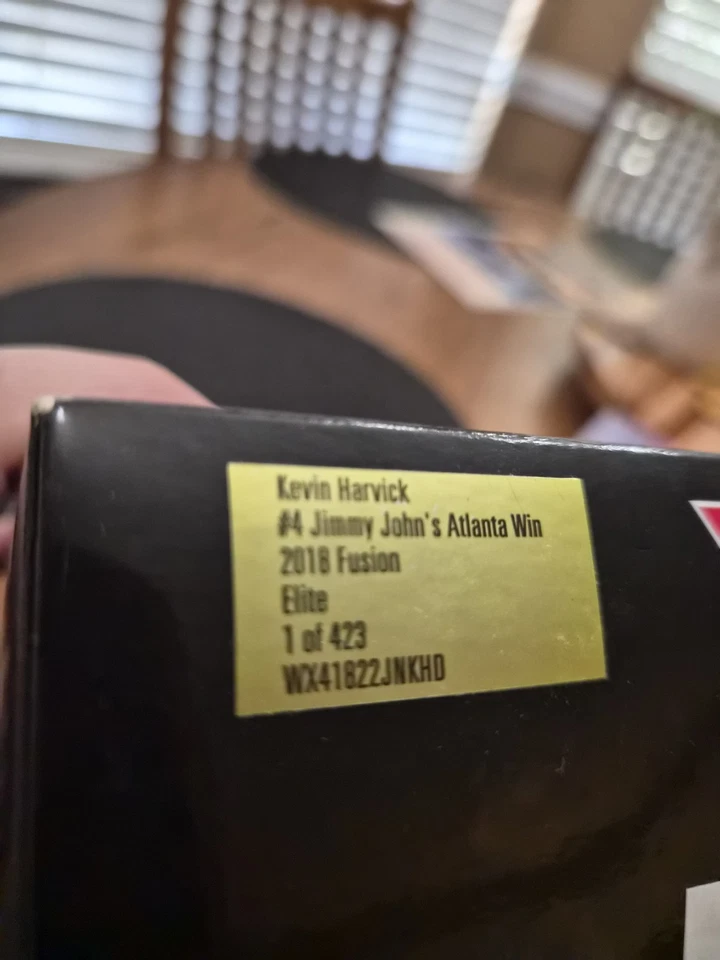 Kevin Harvick
#4 Jimmy John's Atlanta Win
2018 Fusion
Elite
1 of 423
WX41822JNKHD